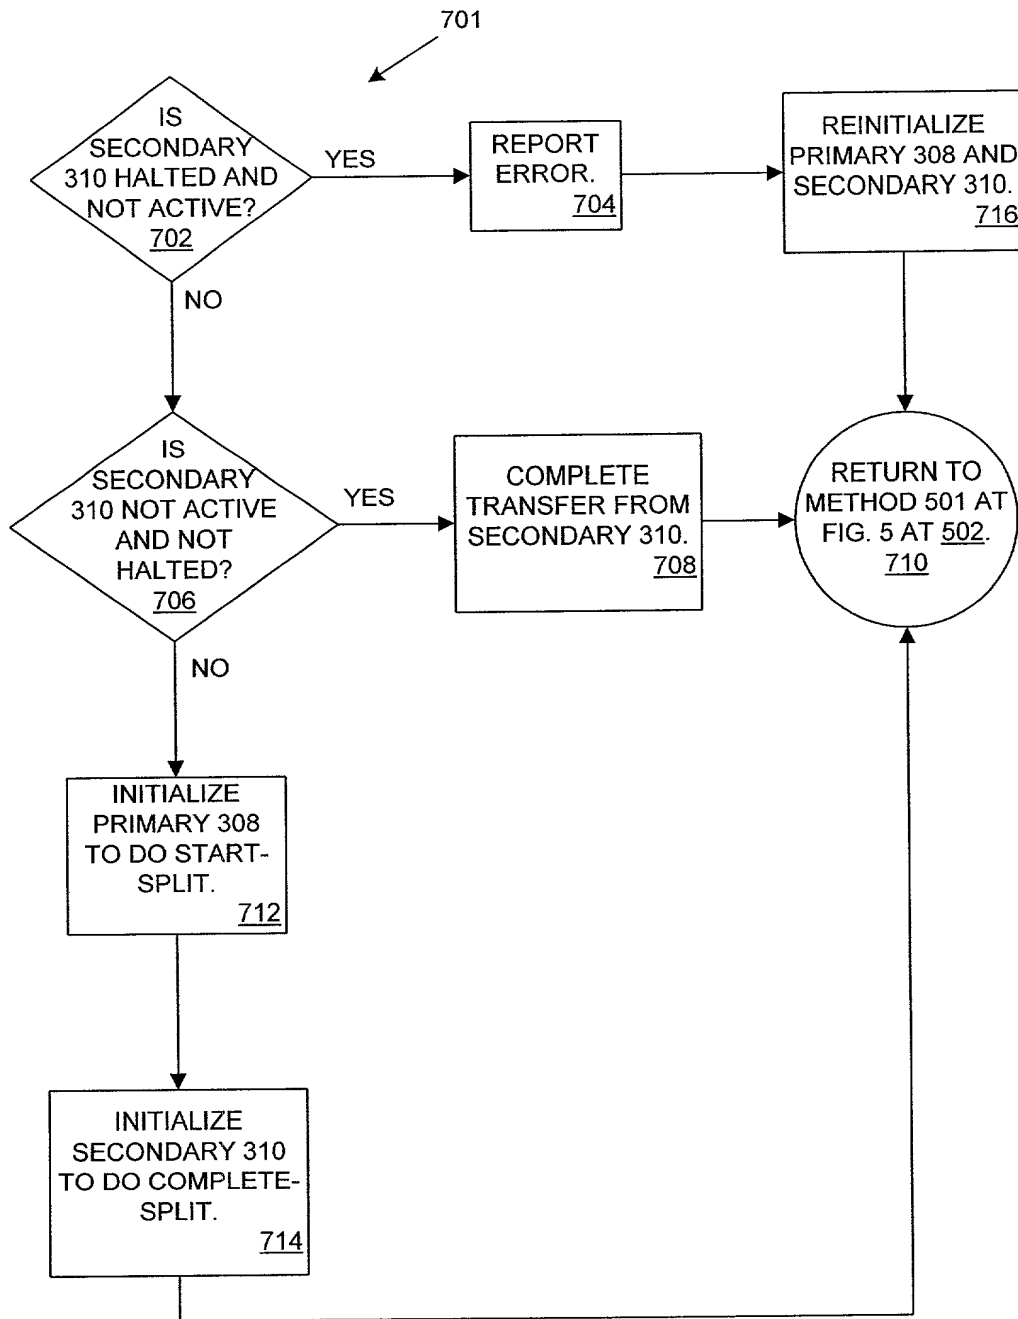 701
IS
SECONDARY
310 HALTED AND
NOT ACTIVE?
702
YES
REPORT
ERROR.
704
REINITIALIZE
PRIMARY 308 AND
SECONDARY 310.
716
NO
IS
SECONDARY
310 NOT ACTIVE
AND NOT
HALTED?
706
YES
COMPLETE
TRANSFER FROM
SECONDARY 310.
708
RETURN TO
METHOD 501 AT
FIG. 5 AT 502.
710
NO
INITIALIZE
PRIMARY 308
TO DO START-
SPLIT.
712
INITIALIZE
SECONDARY 310
TO DO COMPLETE-
SPLIT.
714